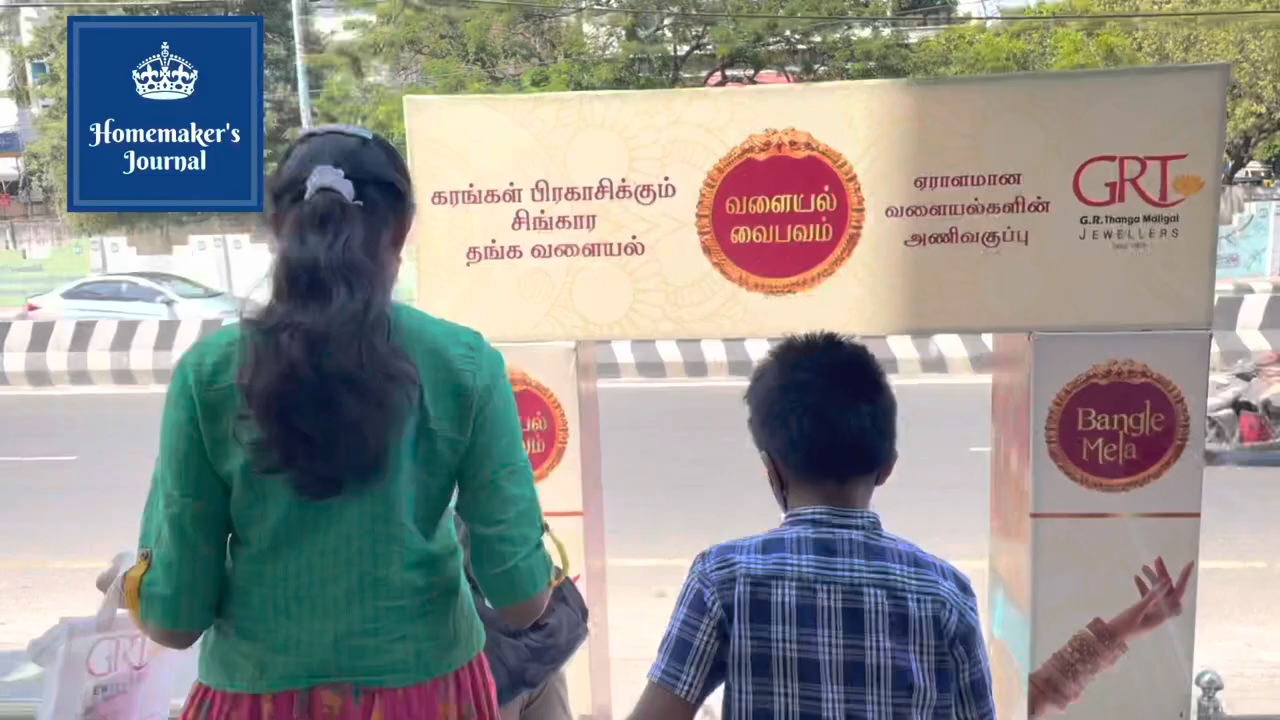 Homemaker's
Journal
கரங்கள் பிரகாசிக்கும்
சிங்கார
தங்க வளையல்
வளையல்
வைபவம்
ஏராளமான
வளையல்களின்
அணிவகுப்பு
GRT
G.R.Thanga Maligai
JEWELLERS
Bangle
Mela
GRT